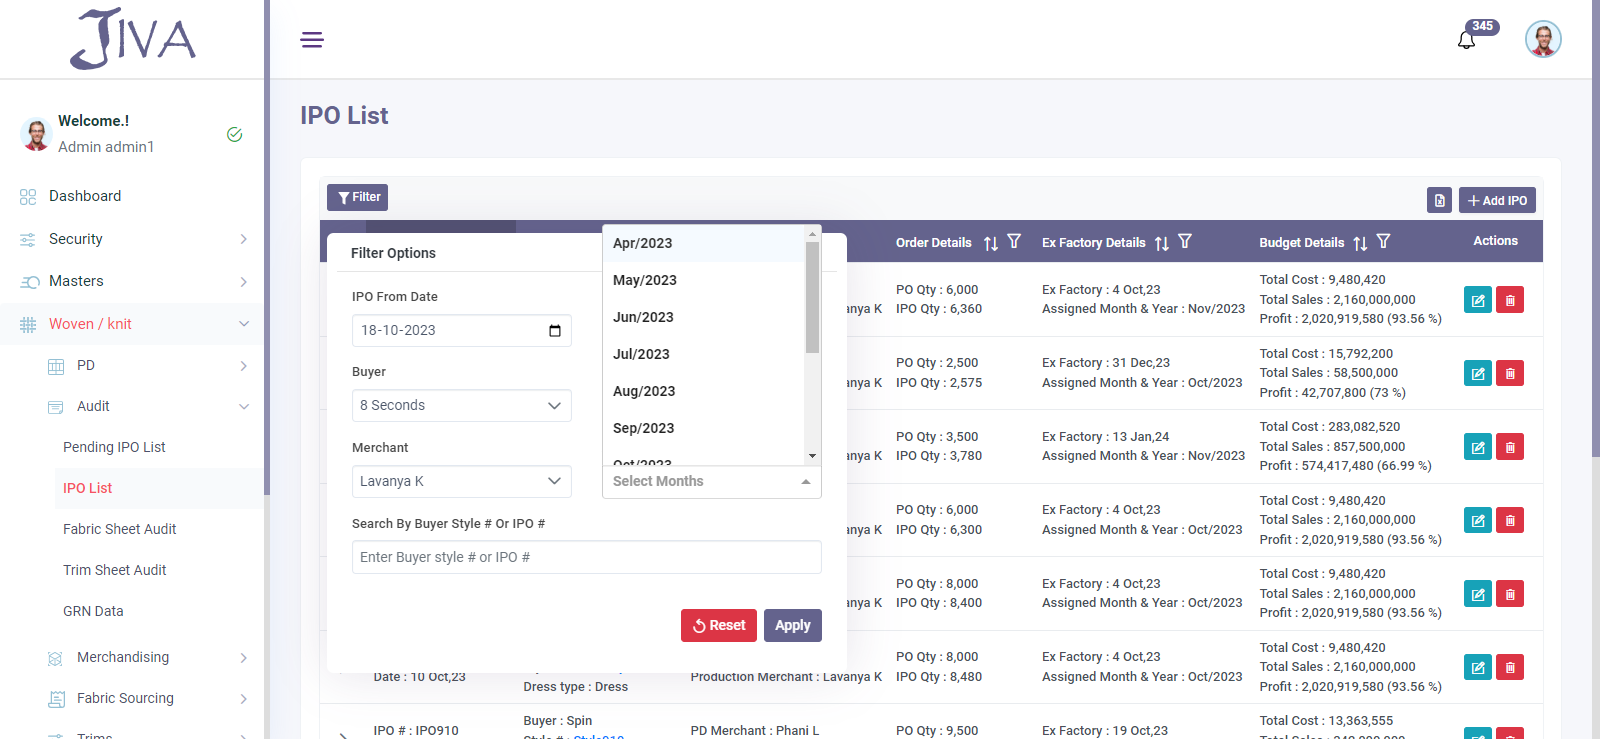 JIVA
345
Welcome.!
Admin admin1
Dashboard
Security
Masters
Woven / knit
PD
Audit
Pending IPO List
IPO List
Fabric Sheet Audit
Trim Sheet Audit
GRN Data
Merchandising
Fabric Sourcing
Trims
IPO List
Filter
Add IPO
Order Details
Ex Factory Details
Budget Details
Actions
Filter Options
IPO From Date
18-10-2023
Buyer
8 Seconds
Merchant
Lavanya K
Apr/2023
May/2023
Jun/2023
Jul/2023
Aug/2023
Sep/2023
Oct/2023
Select Months
Search By Buyer Style # Or IPO #
Enter Buyer style # or IPO #
Reset
Apply
anya K
PO Qty : 6,000
IPO Qty : 6,360
Ex Factory : 4 Oct,23
Assigned Month & Year : Nov/2023
Total Cost : 9,480,420
Total Sales : 2,160,000,000
Profit : 2,020,919,580 (93.56 %)
anya K
PO Qty : 2,500
IPO Qty : 2,575
Ex Factory : 31 Dec,23
Assigned Month & Year : Oct/2023
Total Cost : 15,792,200
Total Sales : 58,500,000
Profit : 42,707,800 (73 %)
anya K
PO Qty : 3,500
IPO Qty : 3,780
Ex Factory : 13 Jan,24
Assigned Month & Year : Nov/2023
Total Cost : 283,082,520
Total Sales : 857,500,000
Profit : 574,417,480 (66.99 %)
anya K
PO Qty : 6,000
IPO Qty : 6,300
Ex Factory : 4 Oct,23
Assigned Month & Year : Oct/2023
Total Cost : 9,480,420
Total Sales : 2,160,000,000
Profit : 2,020,919,580 (93.56 %)
anya K
PO Qty : 8,000
IPO Qty : 8,400
Ex Factory : 4 Oct,23
Assigned Month & Year : Oct/2023
Total Cost : 9,480,420
Total Sales : 2,160,000,000
Profit : 2,020,919,580 (93.56 %)
Date : 10 Oct,23
Dress type : Dress
Production Merchant : Lavanya K
PO Qty : 8,000
IPO Qty : 8,480
Ex Factory : 4 Oct,23
Assigned Month & Year : Oct/2023
Total Cost : 9,480,420
Total Sales : 2,160,000,000
Profit : 2,020,919,580 (93.56 %)
IPO # : IPO910
Buyer : Spin
Style # : Style910
PD Merchant : Phani L
PO Qty : 9,500
Ex Factory : 19 Oct,23
Total Cost : 13,363,555